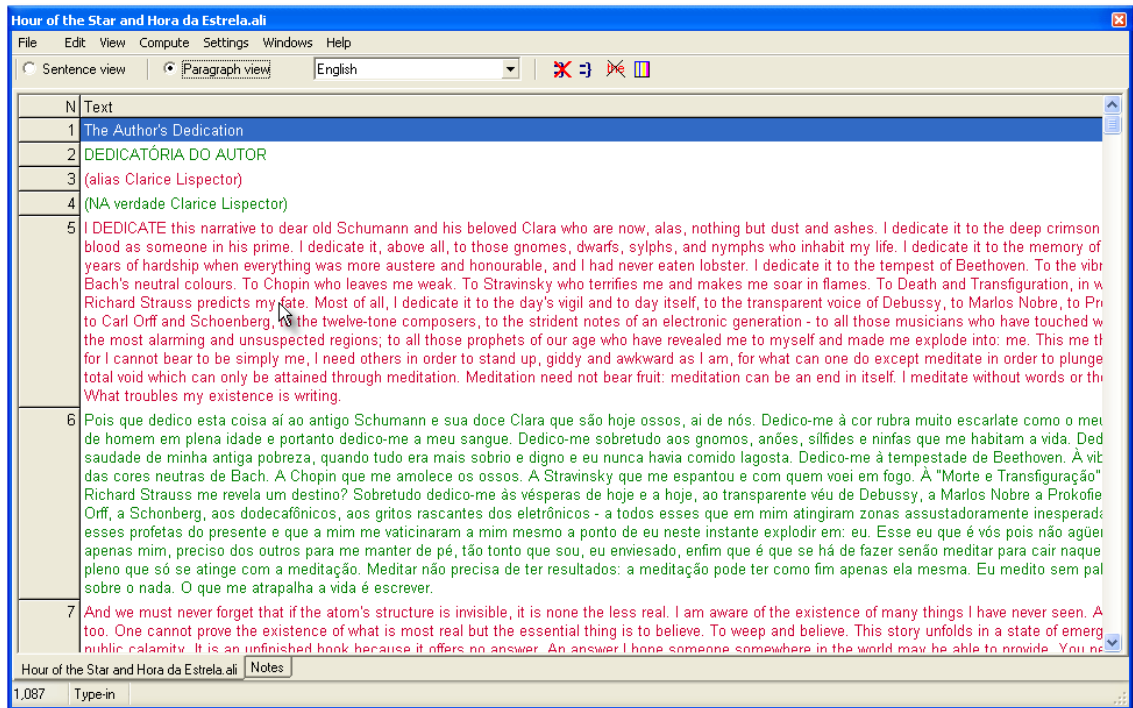 Hour of the Star and Hora da Estrela.ali
File Edit View Compute Settings Windows Help
Sentence view Paragraph view English
N Text
1 The Author's Dedication
2 DEDICATÓRIA DO AUTOR
3 (alias Clarice Lispector)
4 (NA verdade Clarice Lispector)
5 I DEDICATE this narrative to dear old Schumann and his beloved Clara who are now, alas, nothing but dust and ashes. I dedicate it to the deep crimson
blood as someone in his prime. I dedicate it, above all, to those gnomes, dwarfs, sylphs, and nymphs who inhabit my life. I dedicate it to the memory of
years of hardship when everything was more austere and honourable, and I had never eaten lobster. I dedicate it to the tempest of Beethoven. To the
Bach's neutral colours. To Chopin who leaves me weak. To Stravinsky who terrifies me and makes me soar in flames. To Death and Transfiguration, in
Richard Strauss predicts my fate. Most of all, I dedicate it to the day's vigil and to day itself, to the transparent voice of Debussy, to Marlos Nobre, to
to Carl Orff and Schoenberg, the twelve-tone composers, to the strident notes of an electronic generation - to all those musicians who have touched
the most alarming and unsuspected regions; to all those prophets of our age who have revealed me to myself and made me explode into: me. This me
for I cannot bear to be simply me, I need others in order to stand up, giddy and awkward as I am, for what can one do except meditate in order to plunge
total void which can only be attained through meditation. Meditation need not bear fruit: meditation can be an end in itself. I meditate without words or
What troubles my existence is writing.
6 Pois que dedico esta coisa aí ao antigo Schumann e sua doce Clara que são hoje ossos, ai de nós. Dedico-me à cor rubra muito escarlate como o
de homem em plena idade e portanto dedico-me a meu sangue. Dedico-me sobretudo aos gnomos, anões, sílfides e ninfas que me habitam a vida.
saudade de minha antiga pobreza, quando tudo era mais sobrio e digno e eu nunca havia comido lagosta. Dedico-me à tempestade de Beethoven. À
das cores neutras de Bach. A Chopin que me amolece os ossos. A Stravinsky que me espantou e com quem voei em fogo. À "Morte e Transfiguração"
Richard Strauss me revela um destino? Sobretudo dedico-me às vésperas de hoje e a hoje, ao transparente véu de Debussy, a Marlos Nobre a
Orff, a Schonberg, aos dodecafônicos, aos gritos rascantes dos eletrônicos - a todos esses que em mim atingiram zonas assustadoramente
esses profetas do presente e que a mim me vaticinaram a mim mesmo a ponto de eu neste instante explodir em: eu. Esse eu que é vós pois não
apenas mim, preciso dos outros para me manter de pé, tão tonto que sou, eu enviesado, enfim que é que se há de fazer senão meditar para cair
pleno que só se atinge com a meditação. Meditar não precisa de ter resultados: a meditação pode ter como fim apenas ela mesma. Eu medito sem
sobre o nada. O que me atrapalha a vida é escrever.
7 And we must never forget that if the atom's structure is invisible, it is none the less real. I am aware of the existence of many things I have never seen.
too. One cannot prove the existence of what is most real but the essential thing is to believe. To weep and believe. This story unfolds in a state of
public calamity. It is an unfinished book because it offers no answer. An answer I hope someone somewhere in the world may be able to provide. You
Hour of the Star and Hora da Estrela.ali Notes
1,087 Type-in